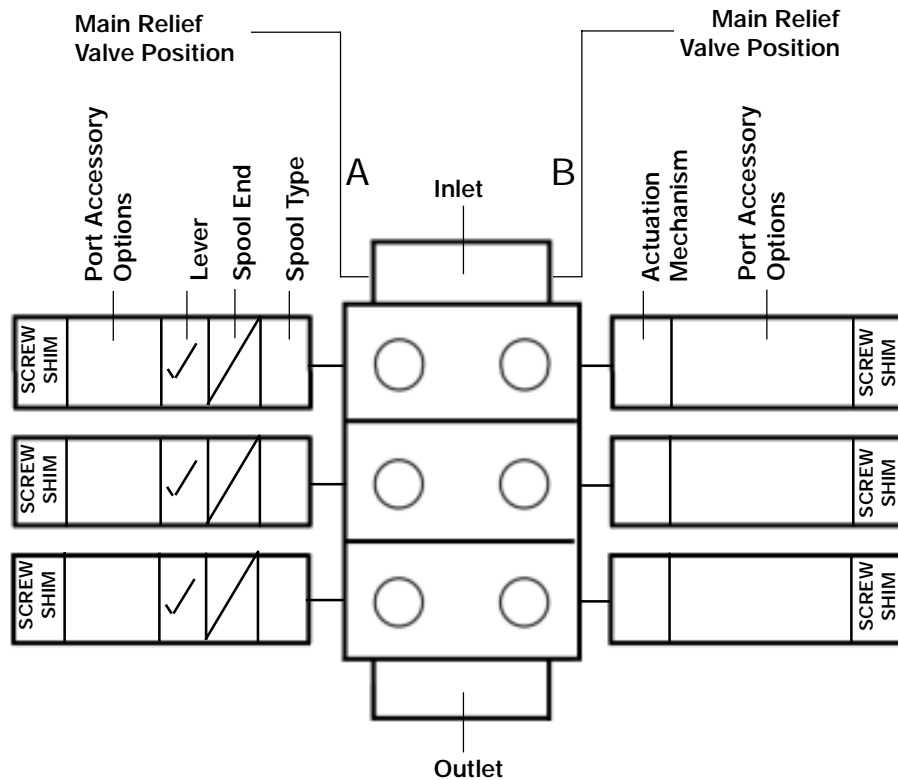 Main Relief
Valve Position
Main Relief
Valve Position
Port Accessory
Options
Lever
Spool End
Spool Type
A
Inlet
B
Actuation
Mechanism
Port Accessory
Options
SCREW
SHIM
SCREW
SHIM
SCREW
SHIM
SCREW
SHIM
SCREW
SHIM
SCREW
SHIM
Outlet